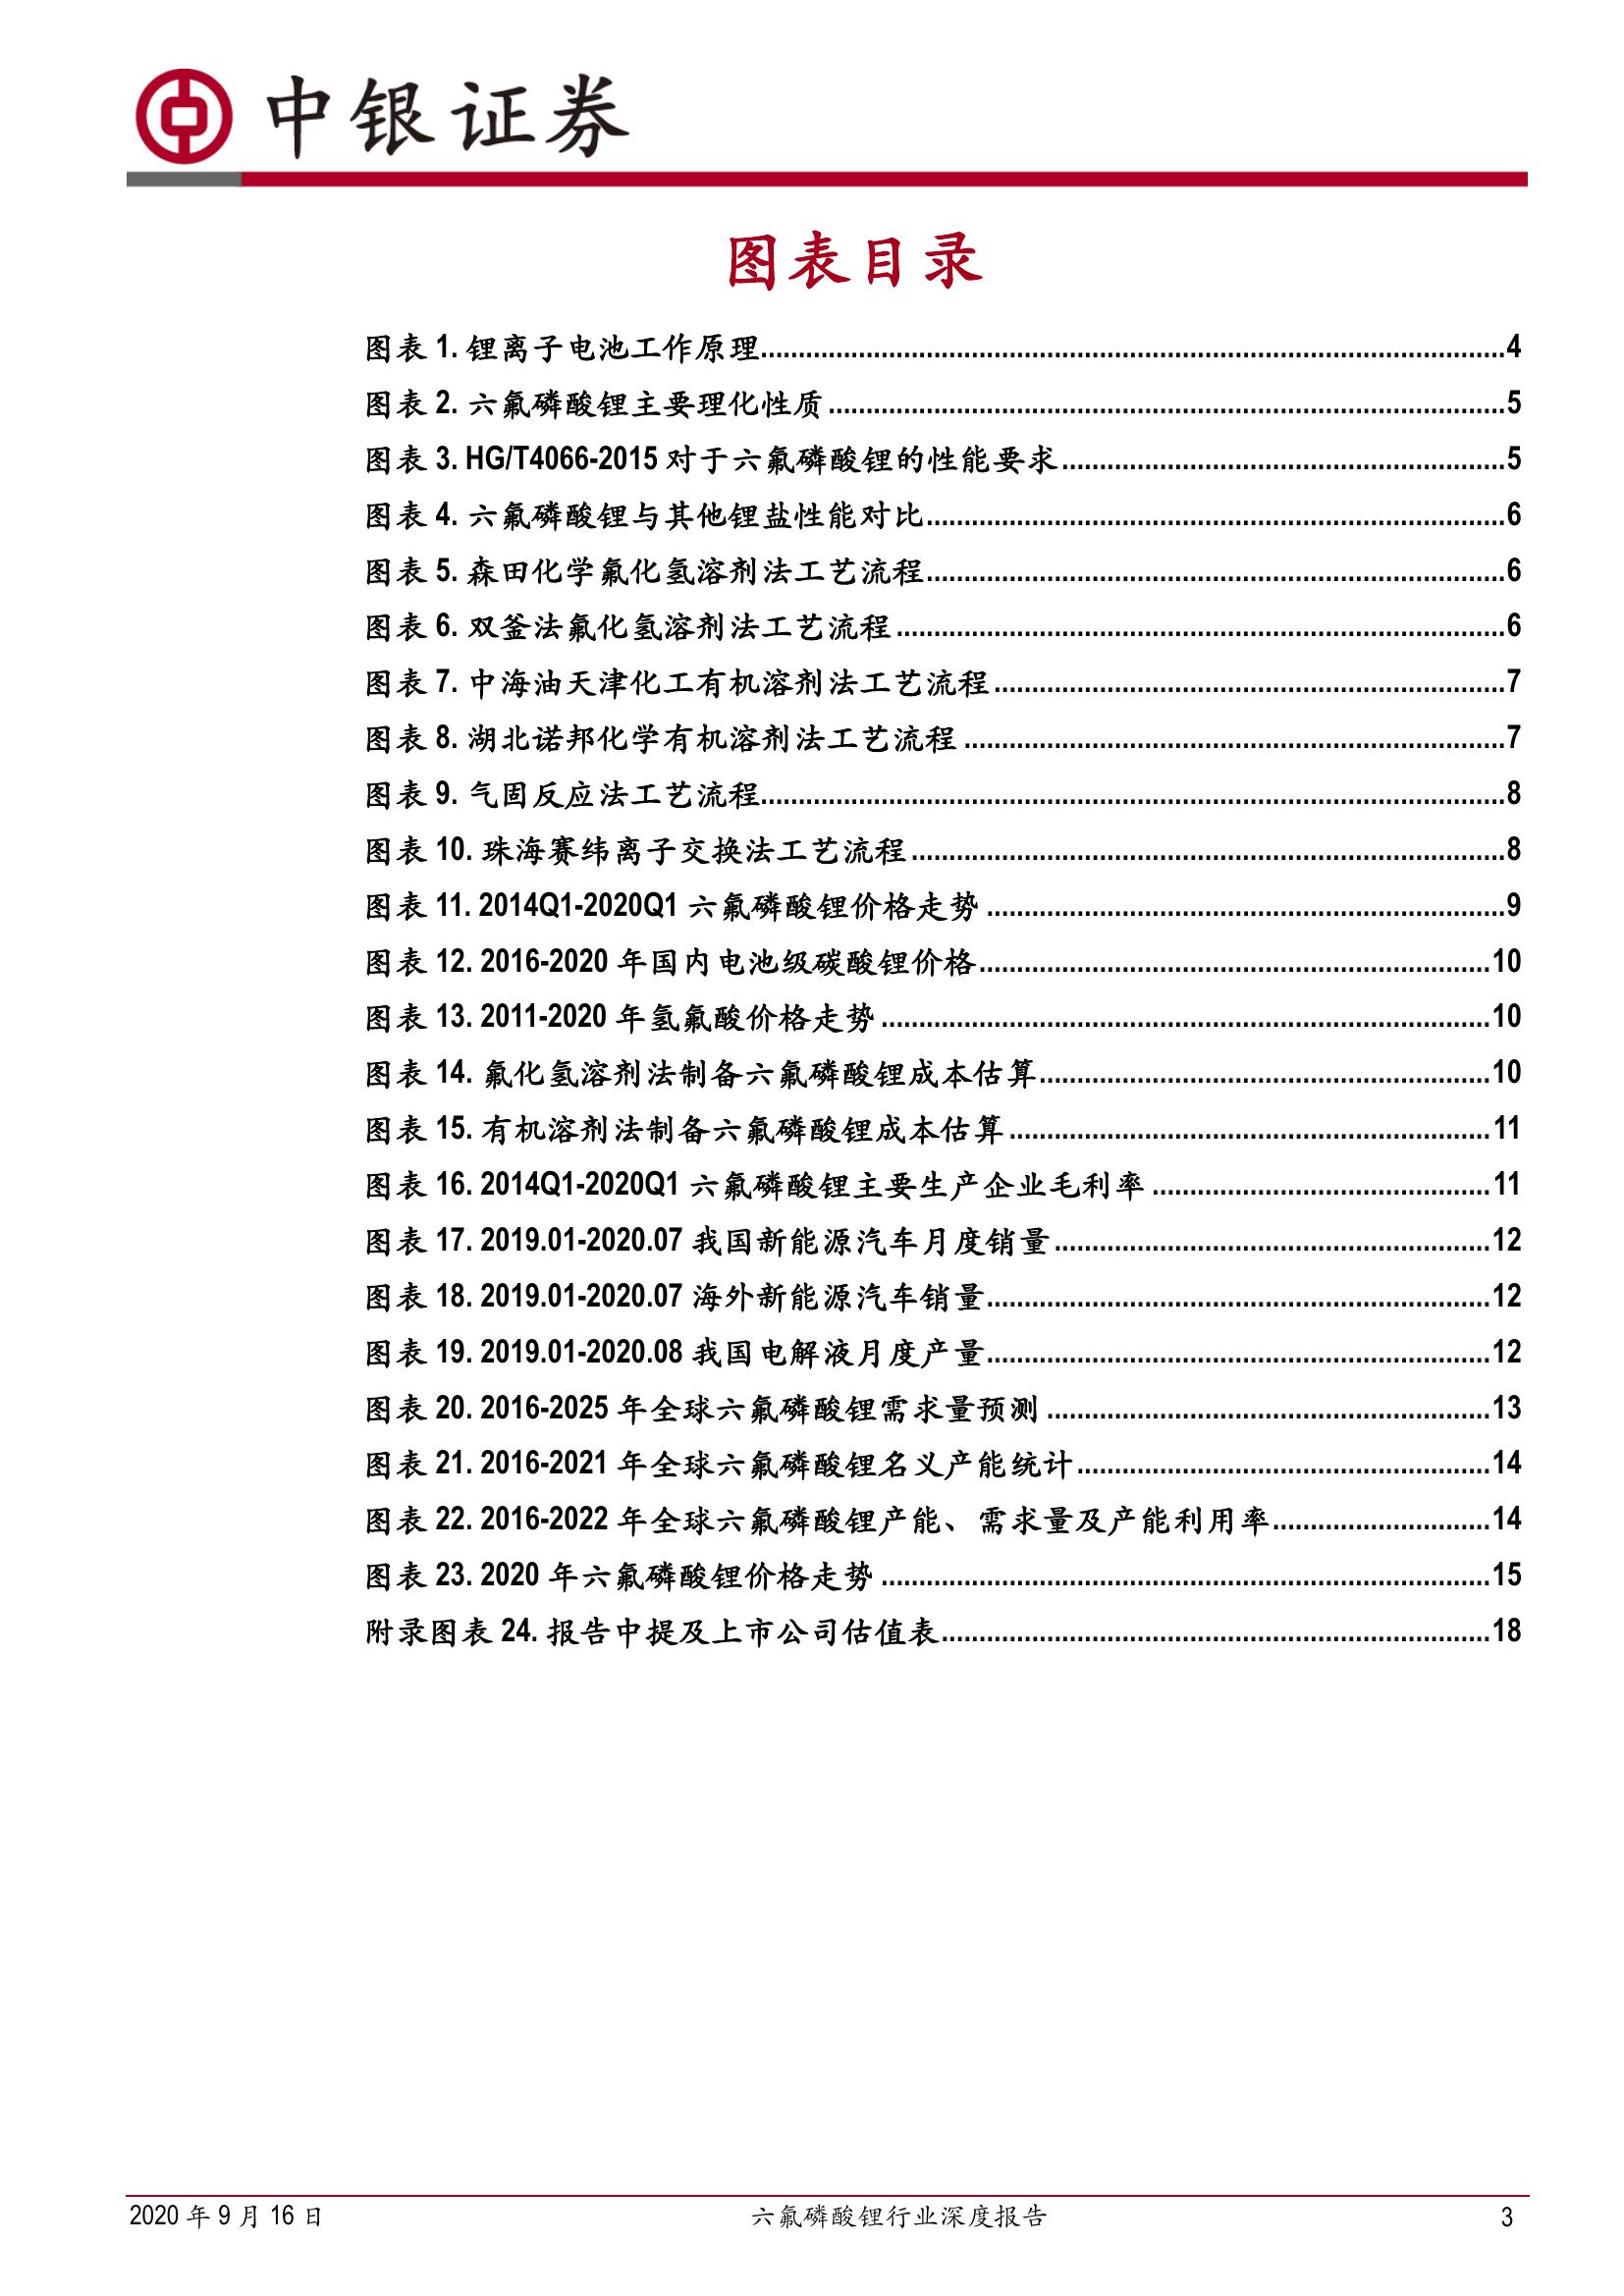 中银证券
图表目录
图表 1. 锂离子电池工作原理....................4
图表 2. 六氟磷酸锂主要理化性质....................5
图表 3. HG/T4066-2015 对于六氟磷酸锂的性能要求....................5
图表 4. 六氟磷酸锂与其他锂盐性能对比....................6
图表 5. 森田化学氟化氢溶剂法工艺流程....................6
图表 6. 双釜法氟化氢溶剂法工艺流程....................6
图表 7. 中海油天津化工有机溶剂法工艺流程....................7
图表 8. 湖北诺邦化学有机溶剂法工艺流程....................7
图表 9. 气固反应法工艺流程....................8
图表 10. 珠海赛纬离子交换法工艺流程....................8
图表 11. 2014Q1-2020Q1 六氟磷酸锂价格走势....................9
图表 12. 2016-2020 年国内电池级碳酸锂价格....................10
图表 13. 2011-2020 年氢氟酸价格走势....................10
图表 14. 氟化氢溶剂法制备六氟磷酸锂成本估算....................10
图表 15. 有机溶剂法制备六氟磷酸锂成本估算....................11
图表 16. 2014Q1-2020Q1 六氟磷酸锂主要生产企业毛利率....................11
图表 17. 2019.01-2020.07 我国新能源汽车月度销量....................12
图表 18. 2019.01-2020.07 海外新能源汽车销量....................12
图表 19. 2019.01-2020.08 我国电解液月度产量....................12
图表 20. 2016-2025 年全球六氟磷酸锂需求量预测....................13
图表 21. 2016-2021 年全球六氟磷酸锂名义产能统计....................14
图表 22. 2016-2022 年全球六氟磷酸锂产能、需求量及产能利用率....................14
图表 23. 2020 年六氟磷酸锂价格走势....................15
附录图表 24. 报告中提及上市公司估值表....................18
2020 年 9 月 16 日 六氟磷酸锂行业深度报告 3